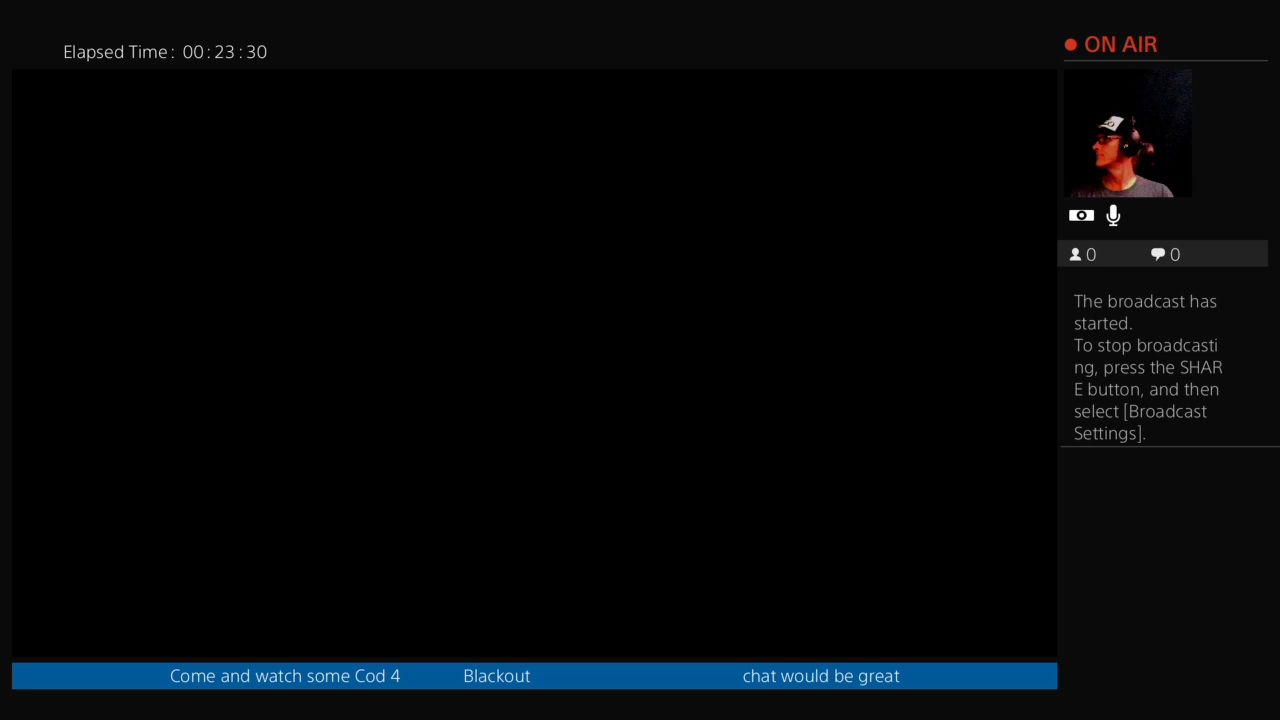 Elapsed Time: 00:23:30
ON AIR
0 0
The broadcast has
started.
To stop broadcasti
ng, press the SHAR
E button, and then
select [Broadcast
Settings].
Come and watch some Cod 4 Blackout chat would be great